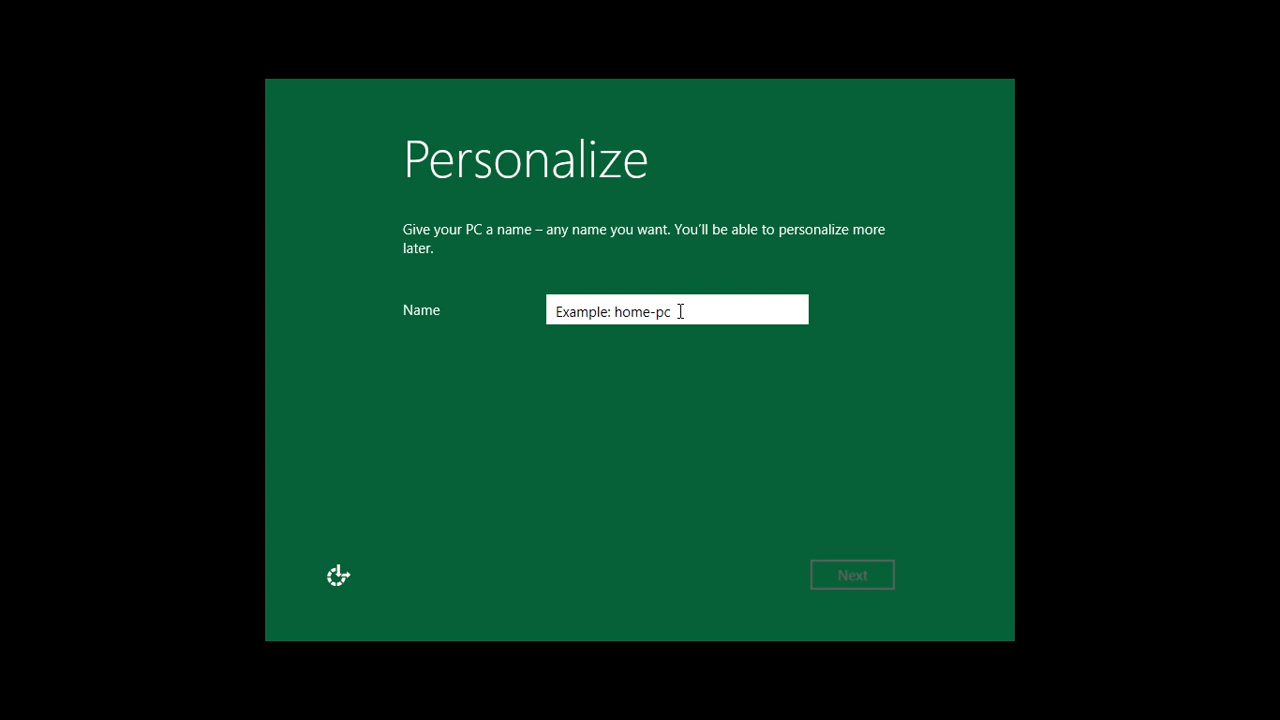 Personalize
Give your PC a name – any name you want. You'll be able to personalize more
later.
Name
Example: home-pc
Next